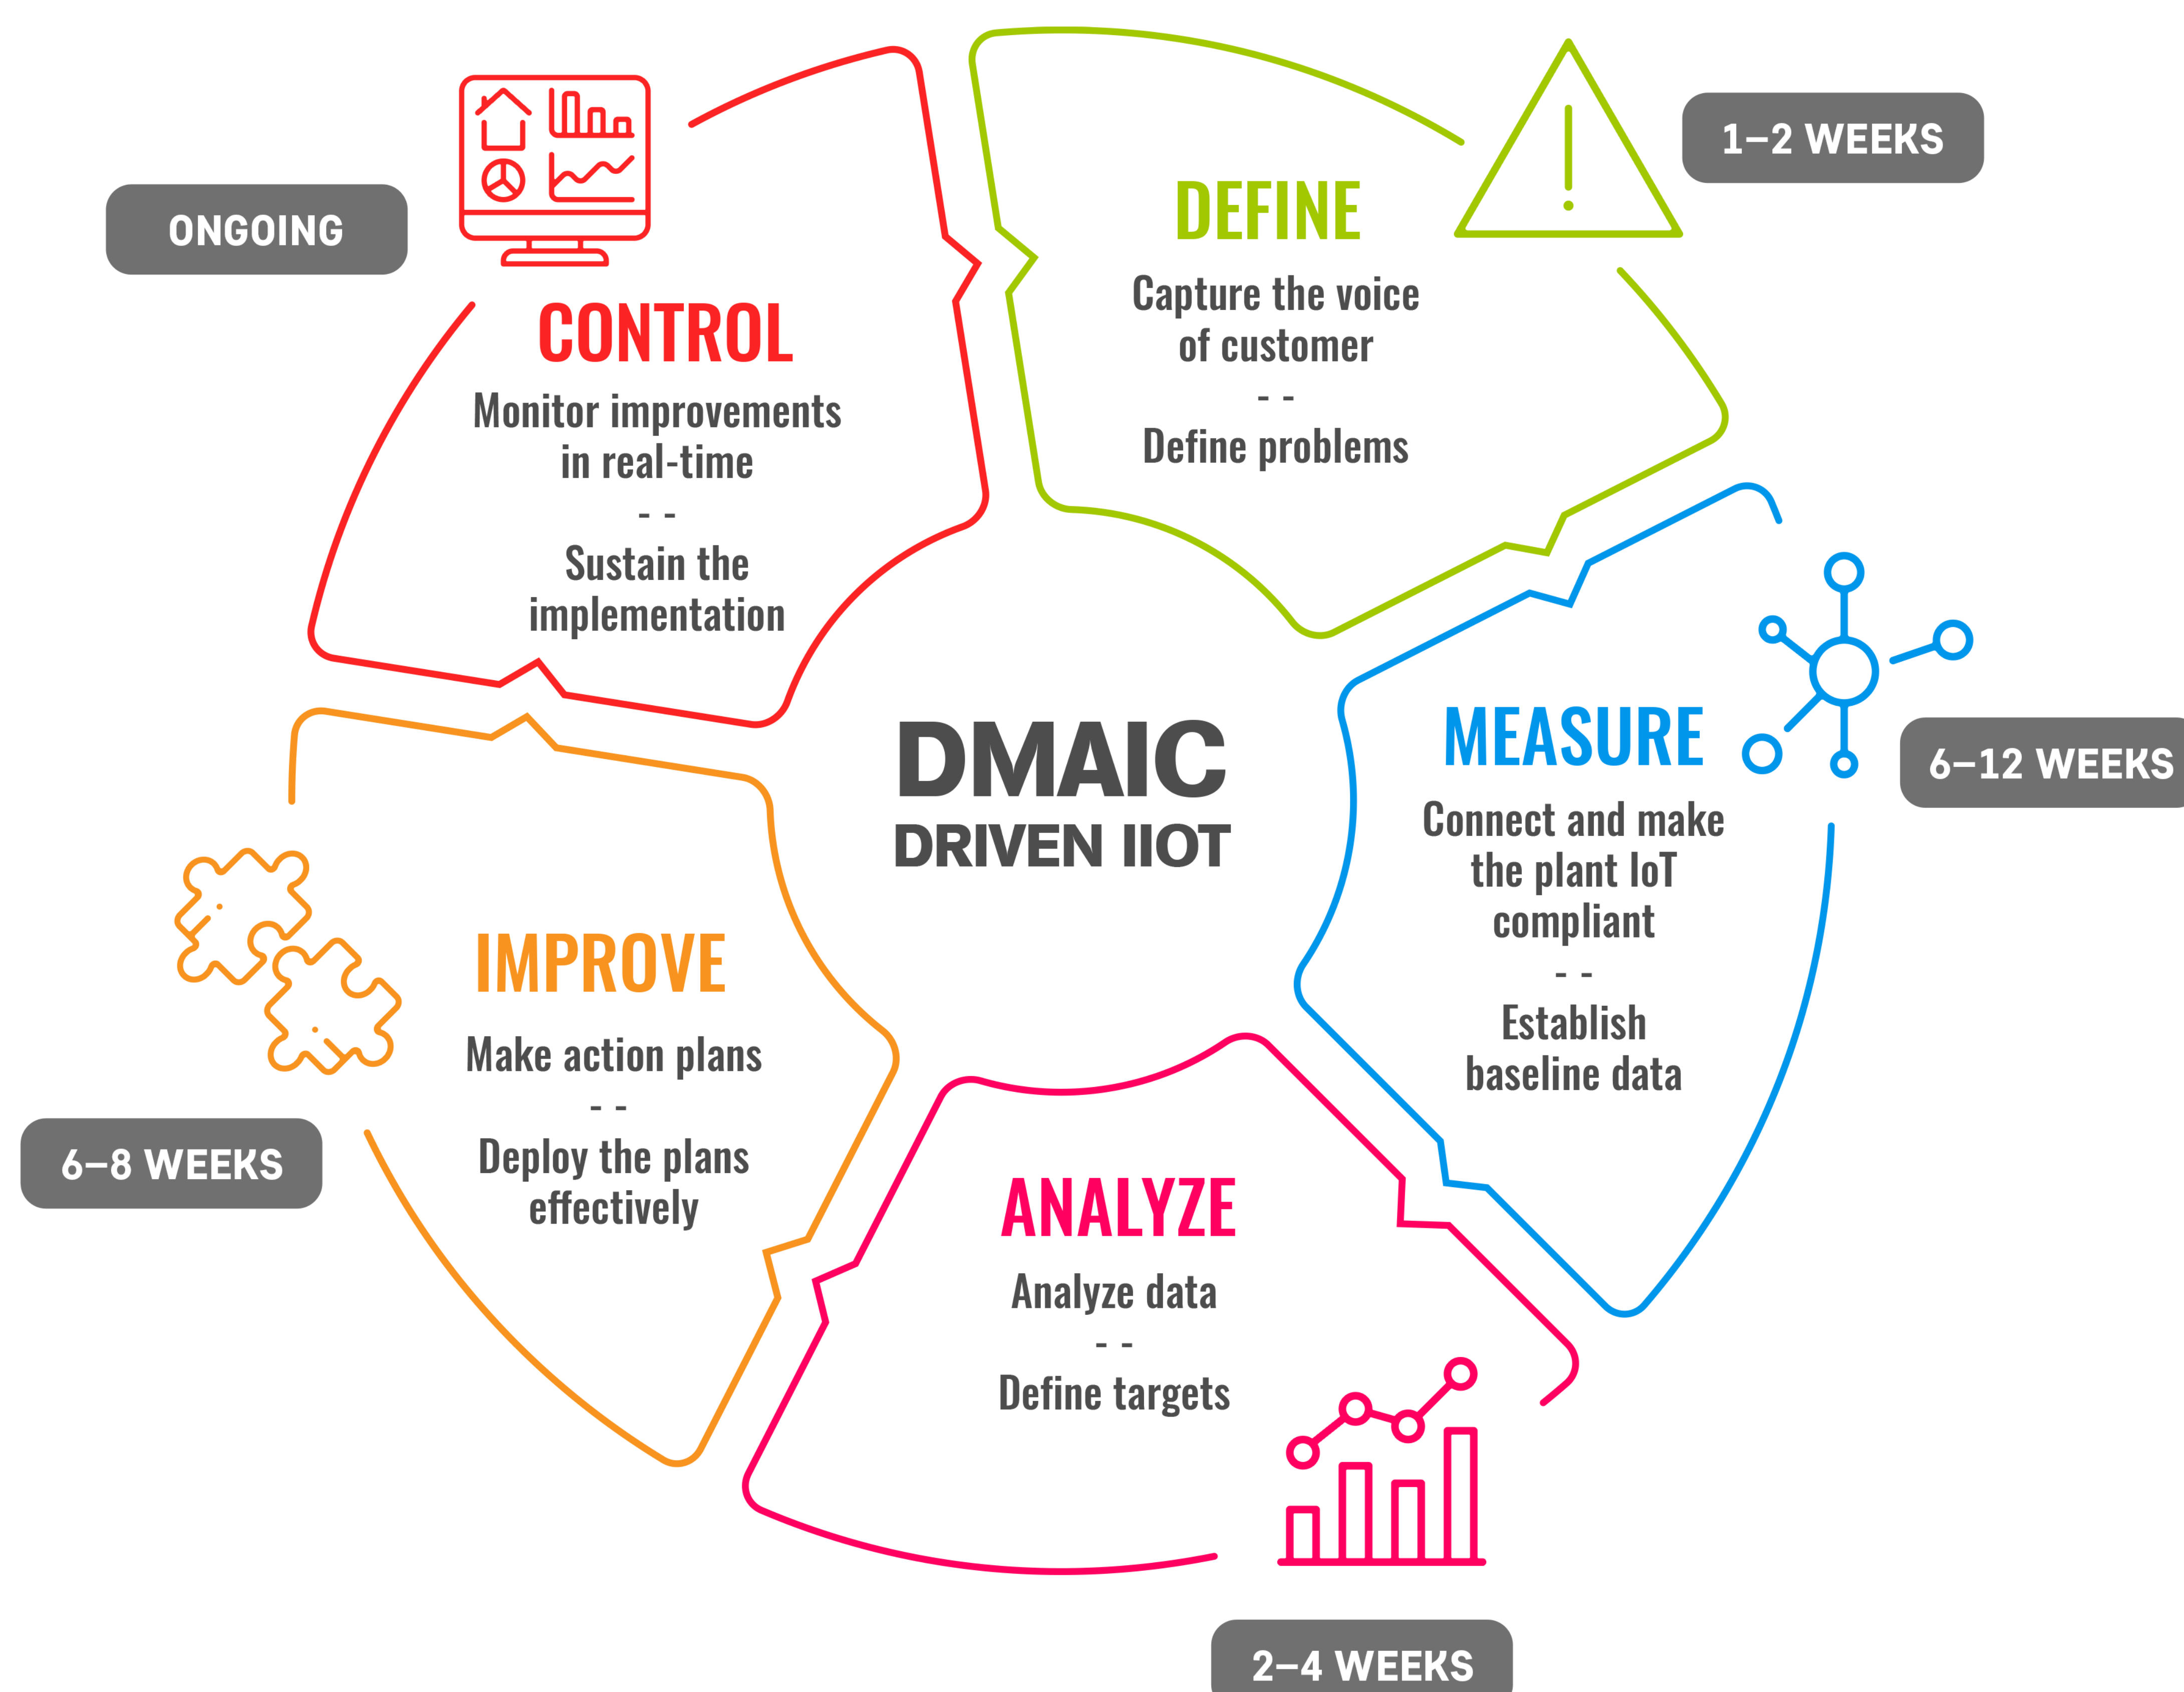 DMAIC
DRIVEN IIOT
1–2 WEEKS
DEFINE
Capture the voice
of customer
- -
Define problems
MEASURE
6–12 WEEKS
Connect and make
the plant IoT
compliant
- -
Establish
baseline data
ANALYZE
Analyze data
- -
Define targets
2–4 WEEKS
IMPROVE
Make action plans
- -
Deploy the plans
effectively
6–8 WEEKS
ONGOING
CONTROL
Monitor improvements
in real-time
- -
Sustain the
implementation